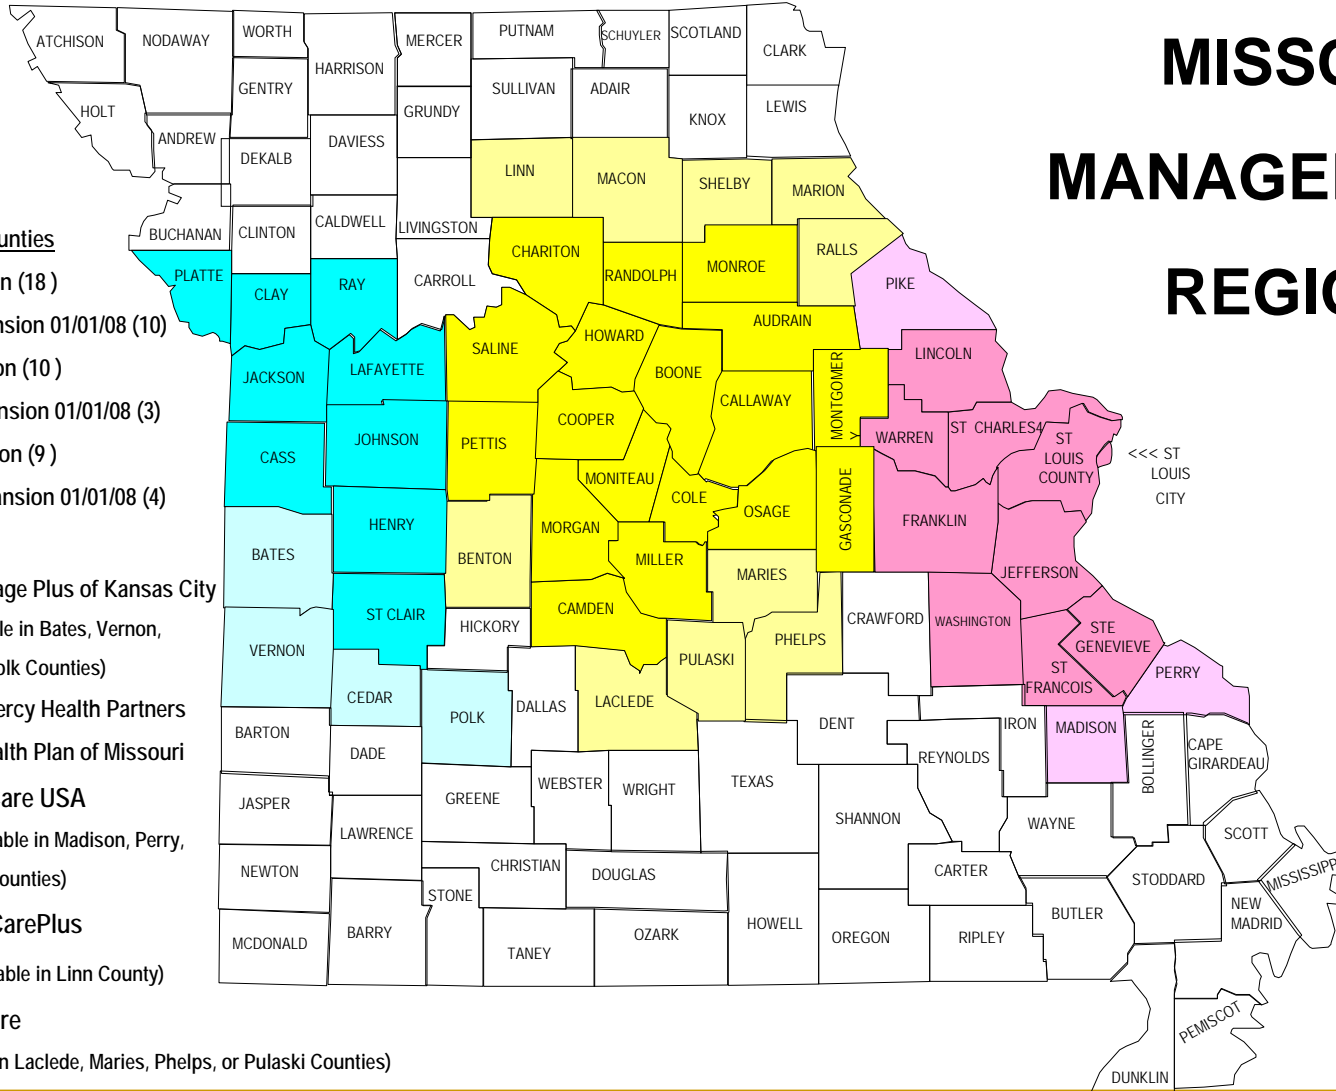 MISSO
MANAGE
REGIO
unties
n (18 )
nsion 01/01/08 (10)
on (10 )
nsion 01/01/08 (3)
on (9 )
ansion 01/01/08 (4)
age Plus of Kansas City
le in Bates, Vernon,
olk Counties)
ercy Health Partners
alth Plan of Missouri
are USA
able in Madison, Perry,
ounties)
CarePlus
able in Linn County)
re
n Laclede, Maries, Phelps, or Pulaski Counties)
ATCHISON
NODAWAY
WORTH
HARRISON
MERCER
PUTNAM
SCHUYLER
SCOTLAND
CLARK
HOLT
GENTRY
GRUNDY
SULLIVAN
ADAIR
KNOX
LEWIS
ANDREW
DEKALB
DAVIESS
LINN
MACON
SHELBY
MARION
BUCHANAN
CLINTON
CALDWELL
LIVINGSTON
CHARITON
RANDOLPH
MONROE
RALLS
PIKE
PLATTE
CLAY
RAY
CARROLL
SALINE
HOWARD
BOONE
AUDRAIN
LINCOLN
JACKSON
LAFAYETTE
COOPER
CALLAWAY
MONTGOMER
Y
WARREN
ST CHARLES4
ST
LOUIS
COUNTY
<<< ST
LOUIS
CITY
CASS
JOHNSON
PETTIS
MONITEAU
COLE
OSAGE
GASCONADE
FRANKLIN
JEFFERSON
BATES
HENRY
BENTON
MORGAN
MILLER
MARIES
CRAWFORD
WASHINGTON
STE
GENEVIEVE
ST
FRANCOIS
PERRY
VERNON
ST CLAIR
HICKORY
CAMDEN
PULASKI
PHELPS
CEDAR
POLK
DALLAS
LACLEDE
DENT
IRON
MADISON
BOLLINGER
CAPE
GIRARDEAU
BARTON
DADE
GREENE
WEBSTER
WRIGHT
TEXAS
REYNOLDS
SHANNON
WAYNE
SCOTT
JASPER
LAWRENCE
CHRISTIAN
DOUGLAS
CARTER
STODDARD
MISSISSIPP
NEWTON
STONE
HOWELL
OREGON
RIPLEY
BUTLER
NEW
MADRID
MCDONALD
BARRY
TANEY
OZARK
PEMISCOT
DUNKLIN